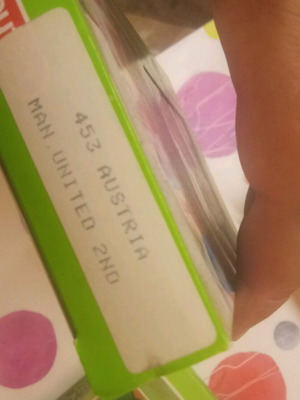 453 AUSTRIA
MAN. UNITED 2ND